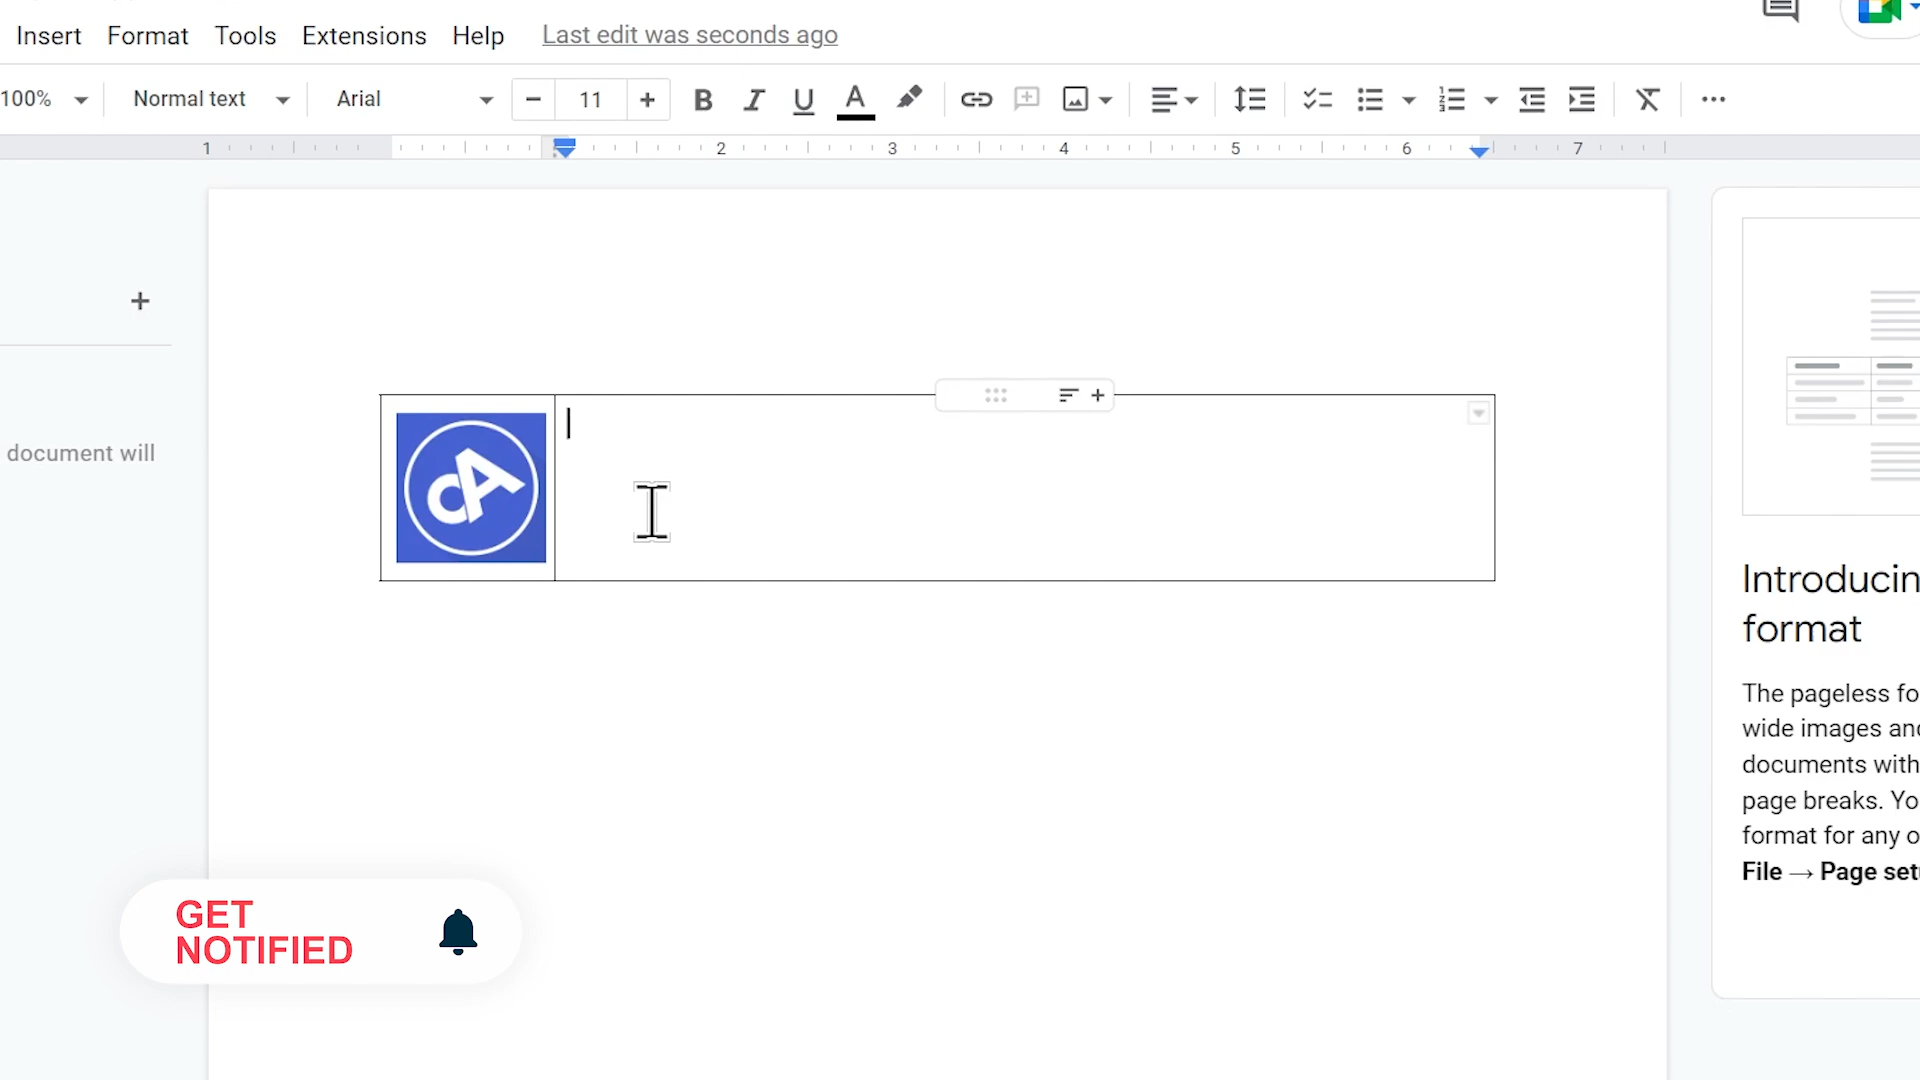 Insert Format Tools Extensions Help Last edit was seconds ago
100% Normal text Arial 11
1 2 3 4 5 6 7
document will
CA
Introducin
format
The pageless fo
wide images and
documents with
page breaks. Yo
format for any o
File → Page set
GET
NOTIFIED